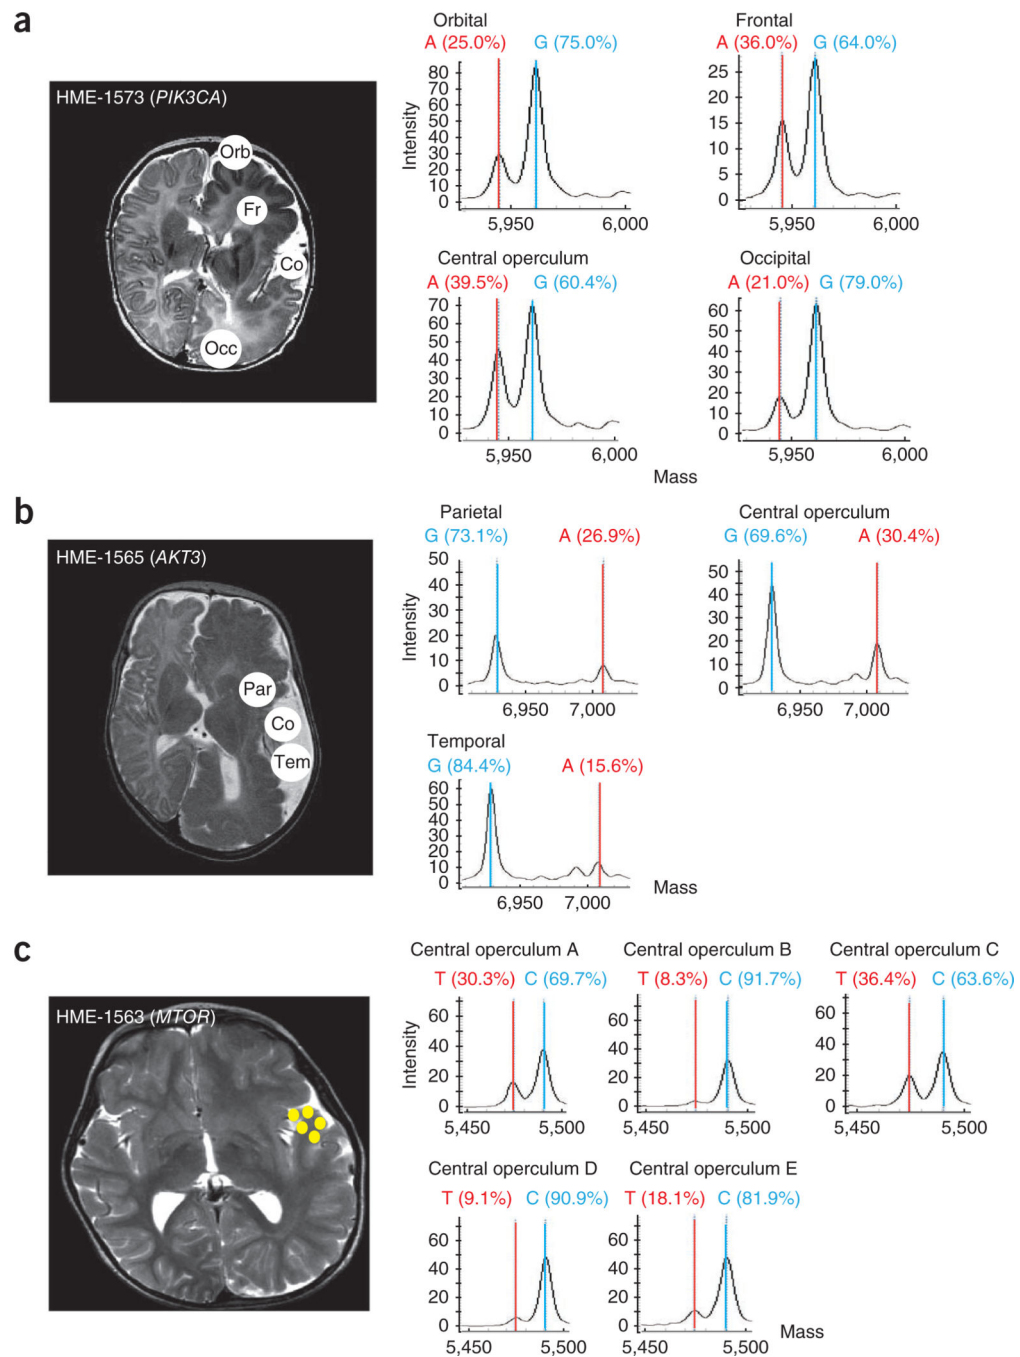 a
HME-1573 (PIK3CA)
Orb
Fr
Co
Occ
Orbital
A (25.0%) G (75.0%)
Intensity
80
70
60
50
40
30
20
10
0
5,950 6,000
Frontal
A (36.0%) G (64.0%)
25
20
15
10
5
0
5,950 6,000
Central operculum
A (39.5%) G (60.4%)
70
60
50
40
30
20
10
0
5,950 6,000
Occipital
A (21.0%) G (79.0%)
60
50
40
30
20
10
0
5,950 6,000
Mass
b
HME-1565 (AKT3)
Par
Co
Tem
Parietal
G (73.1%) A (26.9%)
Intensity
50
40
30
20
10
0
6,950 7,000
Central operculum
G (69.6%) A (30.4%)
50
40
30
20
10
0
6,950 7,000
Temporal
G (84.4%) A (15.6%)
60
50
40
30
20
10
0
6,950 7,000
Mass
c
HME-1563 (MTOR)
Central operculum A
T (30.3%) C (69.7%)
Intensity
60
40
20
0
5,450 5,500
Central operculum B
T (8.3%) C (91.7%)
60
40
20
0
5,450 5,500
Central operculum C
T (36.4%) C (63.6%)
60
40
20
0
5,450 5,500
Central operculum D
T (9.1%) C (90.9%)
60
40
20
0
5,450 5,500
Central operculum E
T (18.1%) C (81.9%)
60
40
20
0
5,450 5,500
Mass